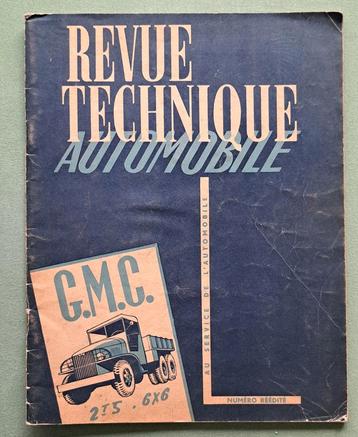 REVUE
TECHNIQUE
AUTOMOBILE
AU SERVICE DE L'AUTOMOBILE
G.M.C.
2T5. 6X6
NUMÉRO RÉÉDITÉ